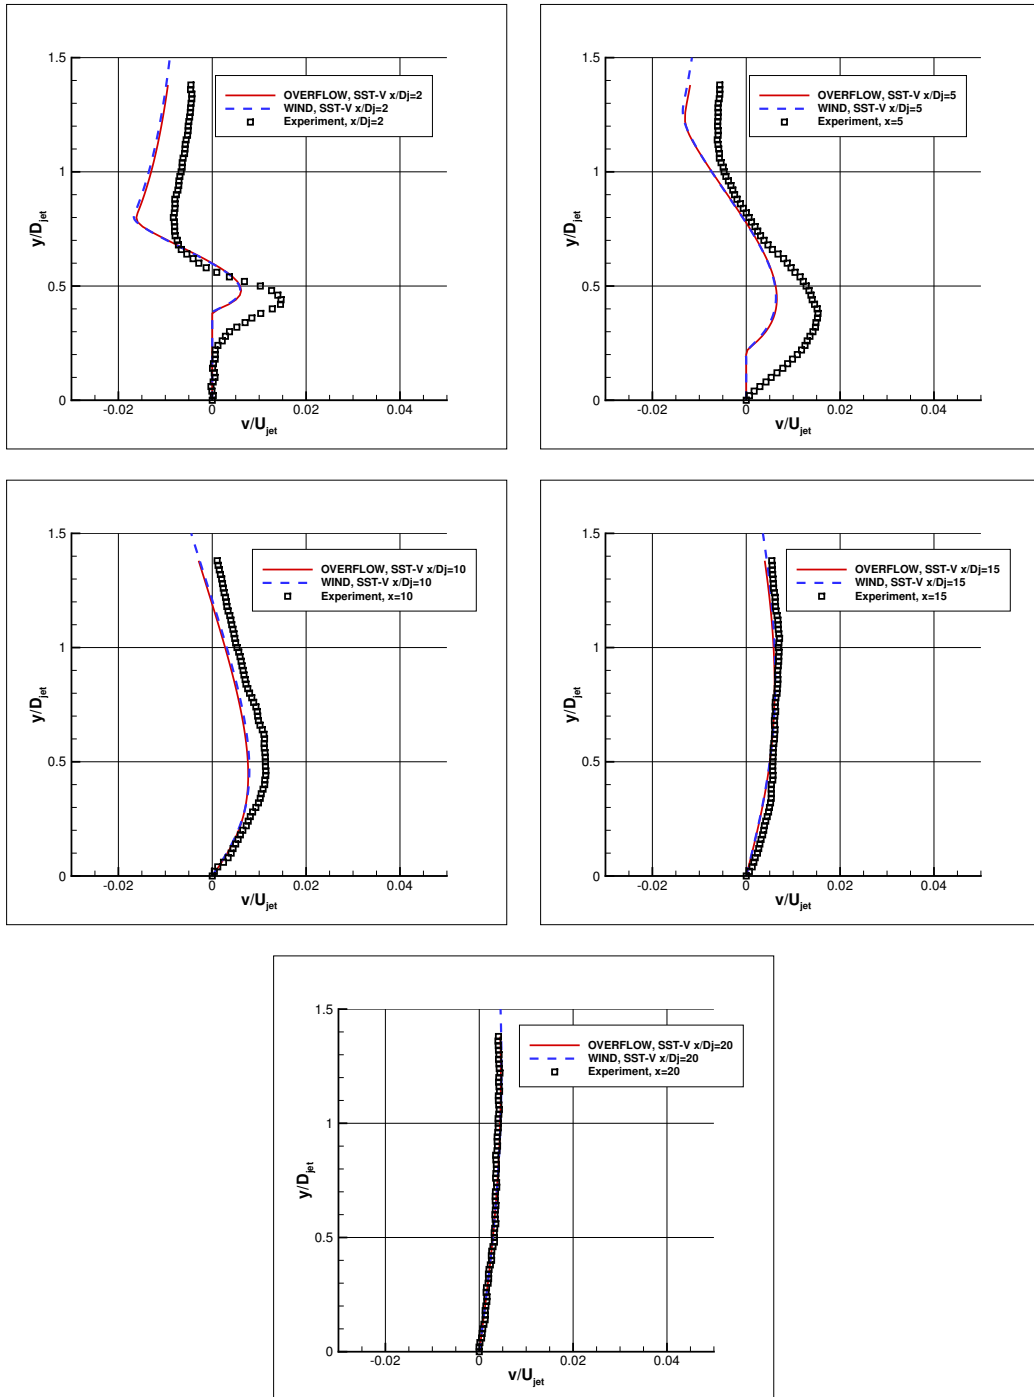 1.5
OVERFLOW, SST-V x/Dj=2
WIND, SST-V x/Dj=2
Experiment, x/Dj=2
1
y/D_jet
0.5
0
-0.02 0 0.02 0.04
v/U_jet
1.5
OVERFLOW, SST-V x/Dj=5
WIND, SST-V x/Dj=5
Experiment, x=5
1
y/D_jet
0.5
0
-0.02 0 0.02 0.04
v/U_jet
1.5
OVERFLOW, SST-V x/Dj=10
WIND, SST-V x/Dj=10
Experiment, x=10
1
y/D_jet
0.5
0
-0.02 0 0.02 0.04
v/U_jet
1.5
OVERFLOW, SST-V x/Dj=15
WIND, SST-V x/Dj=15
Experiment, x=15
1
y/D_jet
0.5
0
-0.02 0 0.02 0.04
v/U_jet
1.5
OVERFLOW, SST-V x/Dj=20
WIND, SST-V x/Dj=20
Experiment, x=20
1
y/D_jet
0.5
0
-0.02 0 0.02 0.04
v/U_jet